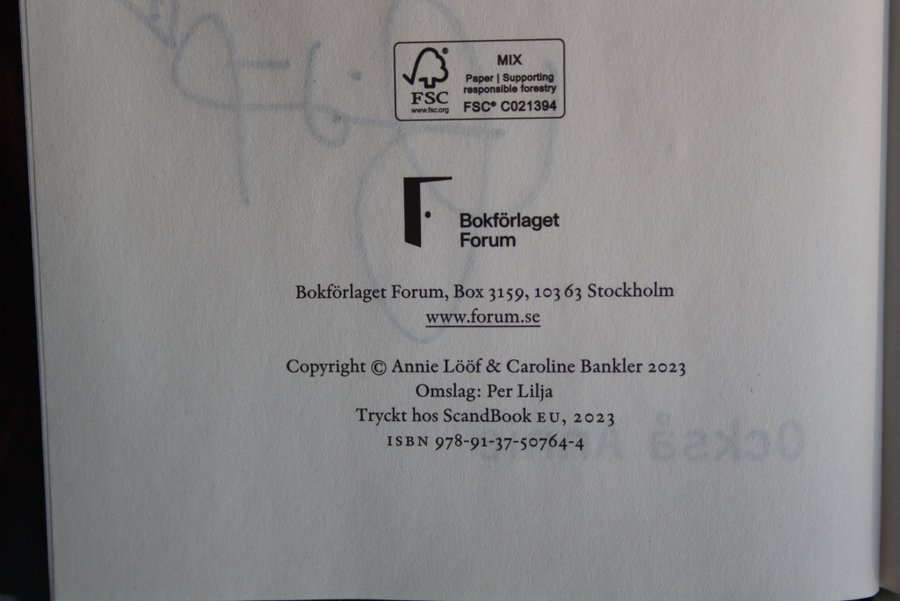 MIX
Paper | Supporting
responsible forestry
FSC® C021394
FSC
www.fsc.org
Bokförlaget
Forum
Bokförlaget Forum, Box 3159, 103 63 Stockholm
www.forum.se
Copyright © Annie Lööf & Caroline Bankler 2023
Omslag: Per Lilja
Tryckt hos ScandBook EU, 2023
ISBN 978-91-37-50764-4
Också Annie